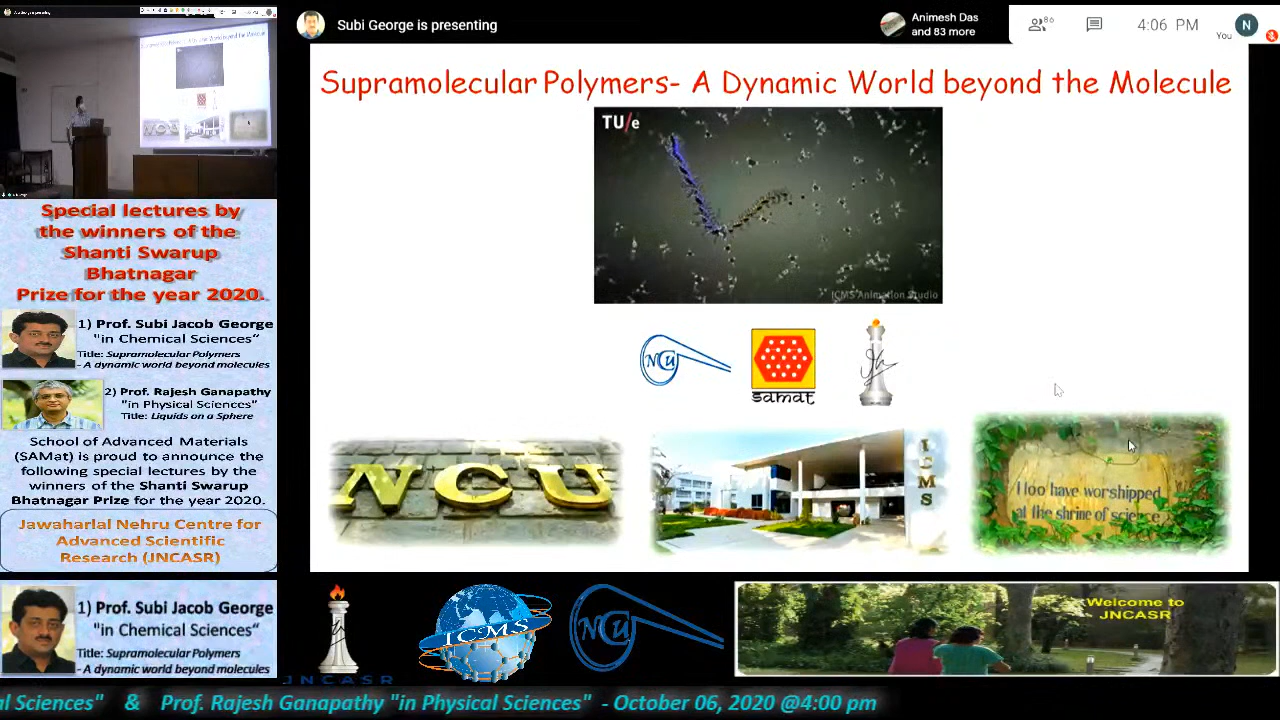 Subi George is presenting
Animesh Das
and 83 more
86
4:06 PM
You
N
Supramolecular Polymers- A Dynamic World beyond the Molecule
TU/e
ICMS Animation Studio
NCU
samat
NCU
ICMS
I too have worshipped
at the shrine of science
Special lectures by
the winners of the
Shanti Swarup
Bhatnagar
Prize for the year 2020.
1) Prof. Subi Jacob George
"in Chemical Sciences“
Title: Supramolecular Polymers
- A dynamic world beyond molecules
2) Prof. Rajesh Ganapathy
"in Physical Sciences"
Title: Liquids on a Sphere
School of Advanced Materials
(SAMat) is proud to announce the
following special lectures by the
winners of the Shanti Swarup
Bhatnagar Prize for the year 2020.
Jawaharlal Nehru Centre for
Advanced Scientific
Research (JNCASR)
1) Prof. Subi Jacob George
"in Chemical Sciences“
Title: Supramolecular Polymers
- A dynamic world beyond molecules
JNCASR
ICMS
NCU
Welcome to
JNCASR
al Sciences" & Prof. Rajesh Ganapathy "in Physical Sciences" - October 06, 2020 @4:00 pm